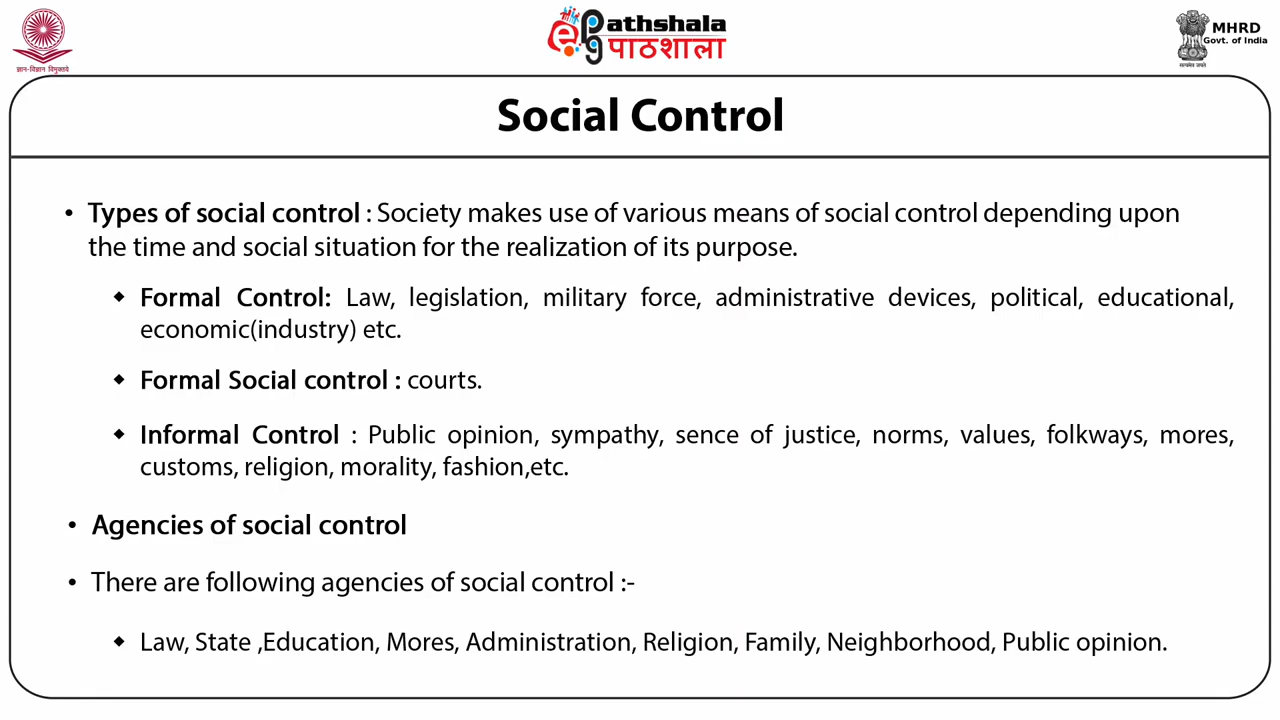 ज्ञान-विज्ञान विमुक्तये
ePathshala
पाठशाला
MHRD
Govt. of India
सत्यमेव जयते
Social Control
• Types of social control : Society makes use of various means of social control depending upon
the time and social situation for the realization of its purpose.
◆ Formal Control: Law, legislation, military force, administrative devices, political, educational,
economic(industry) etc.
◆ Formal Social control : courts.
◆ Informal Control : Public opinion, sympathy, sence of justice, norms, values, folkways, mores,
customs, religion, morality, fashion,etc.
• Agencies of social control
• There are following agencies of social control :-
◆ Law, State ,Education, Mores, Administration, Religion, Family, Neighborhood, Public opinion.